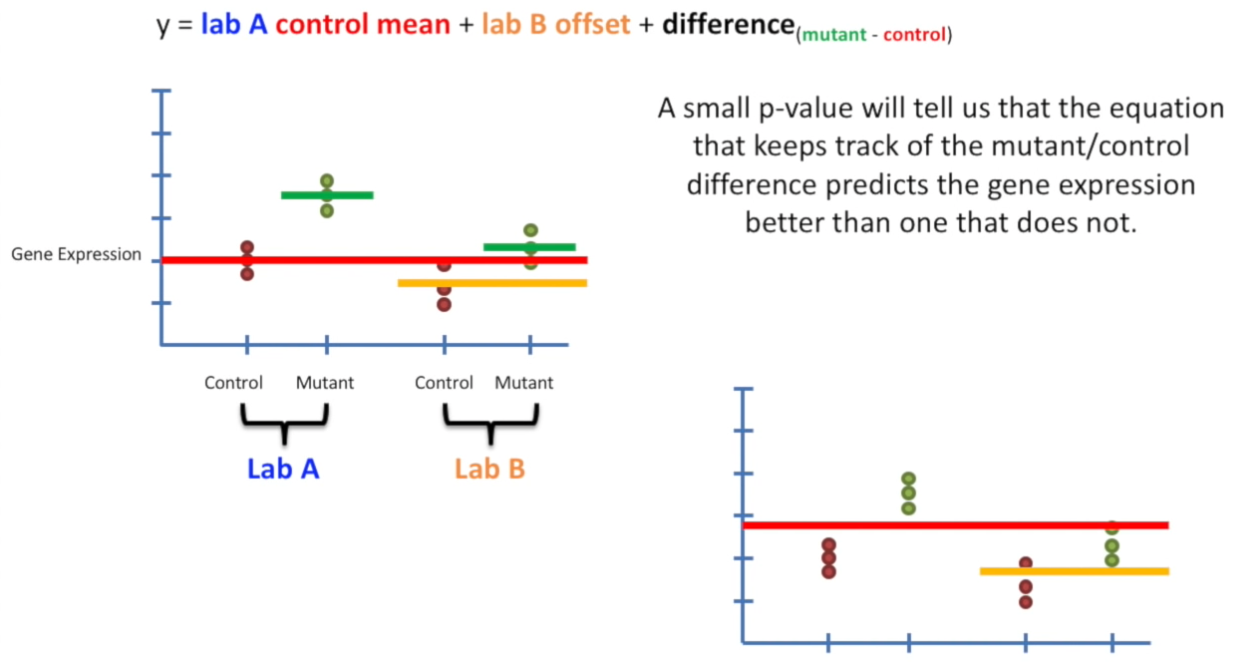 y = lab A control mean + lab B offset + difference(mutant - control)
A small p-value will tell us that the equation
that keeps track of the mutant/control
difference predicts the gene expression
better than one that does not.
Gene Expression
Control Mutant Control Mutant
Lab A Lab B